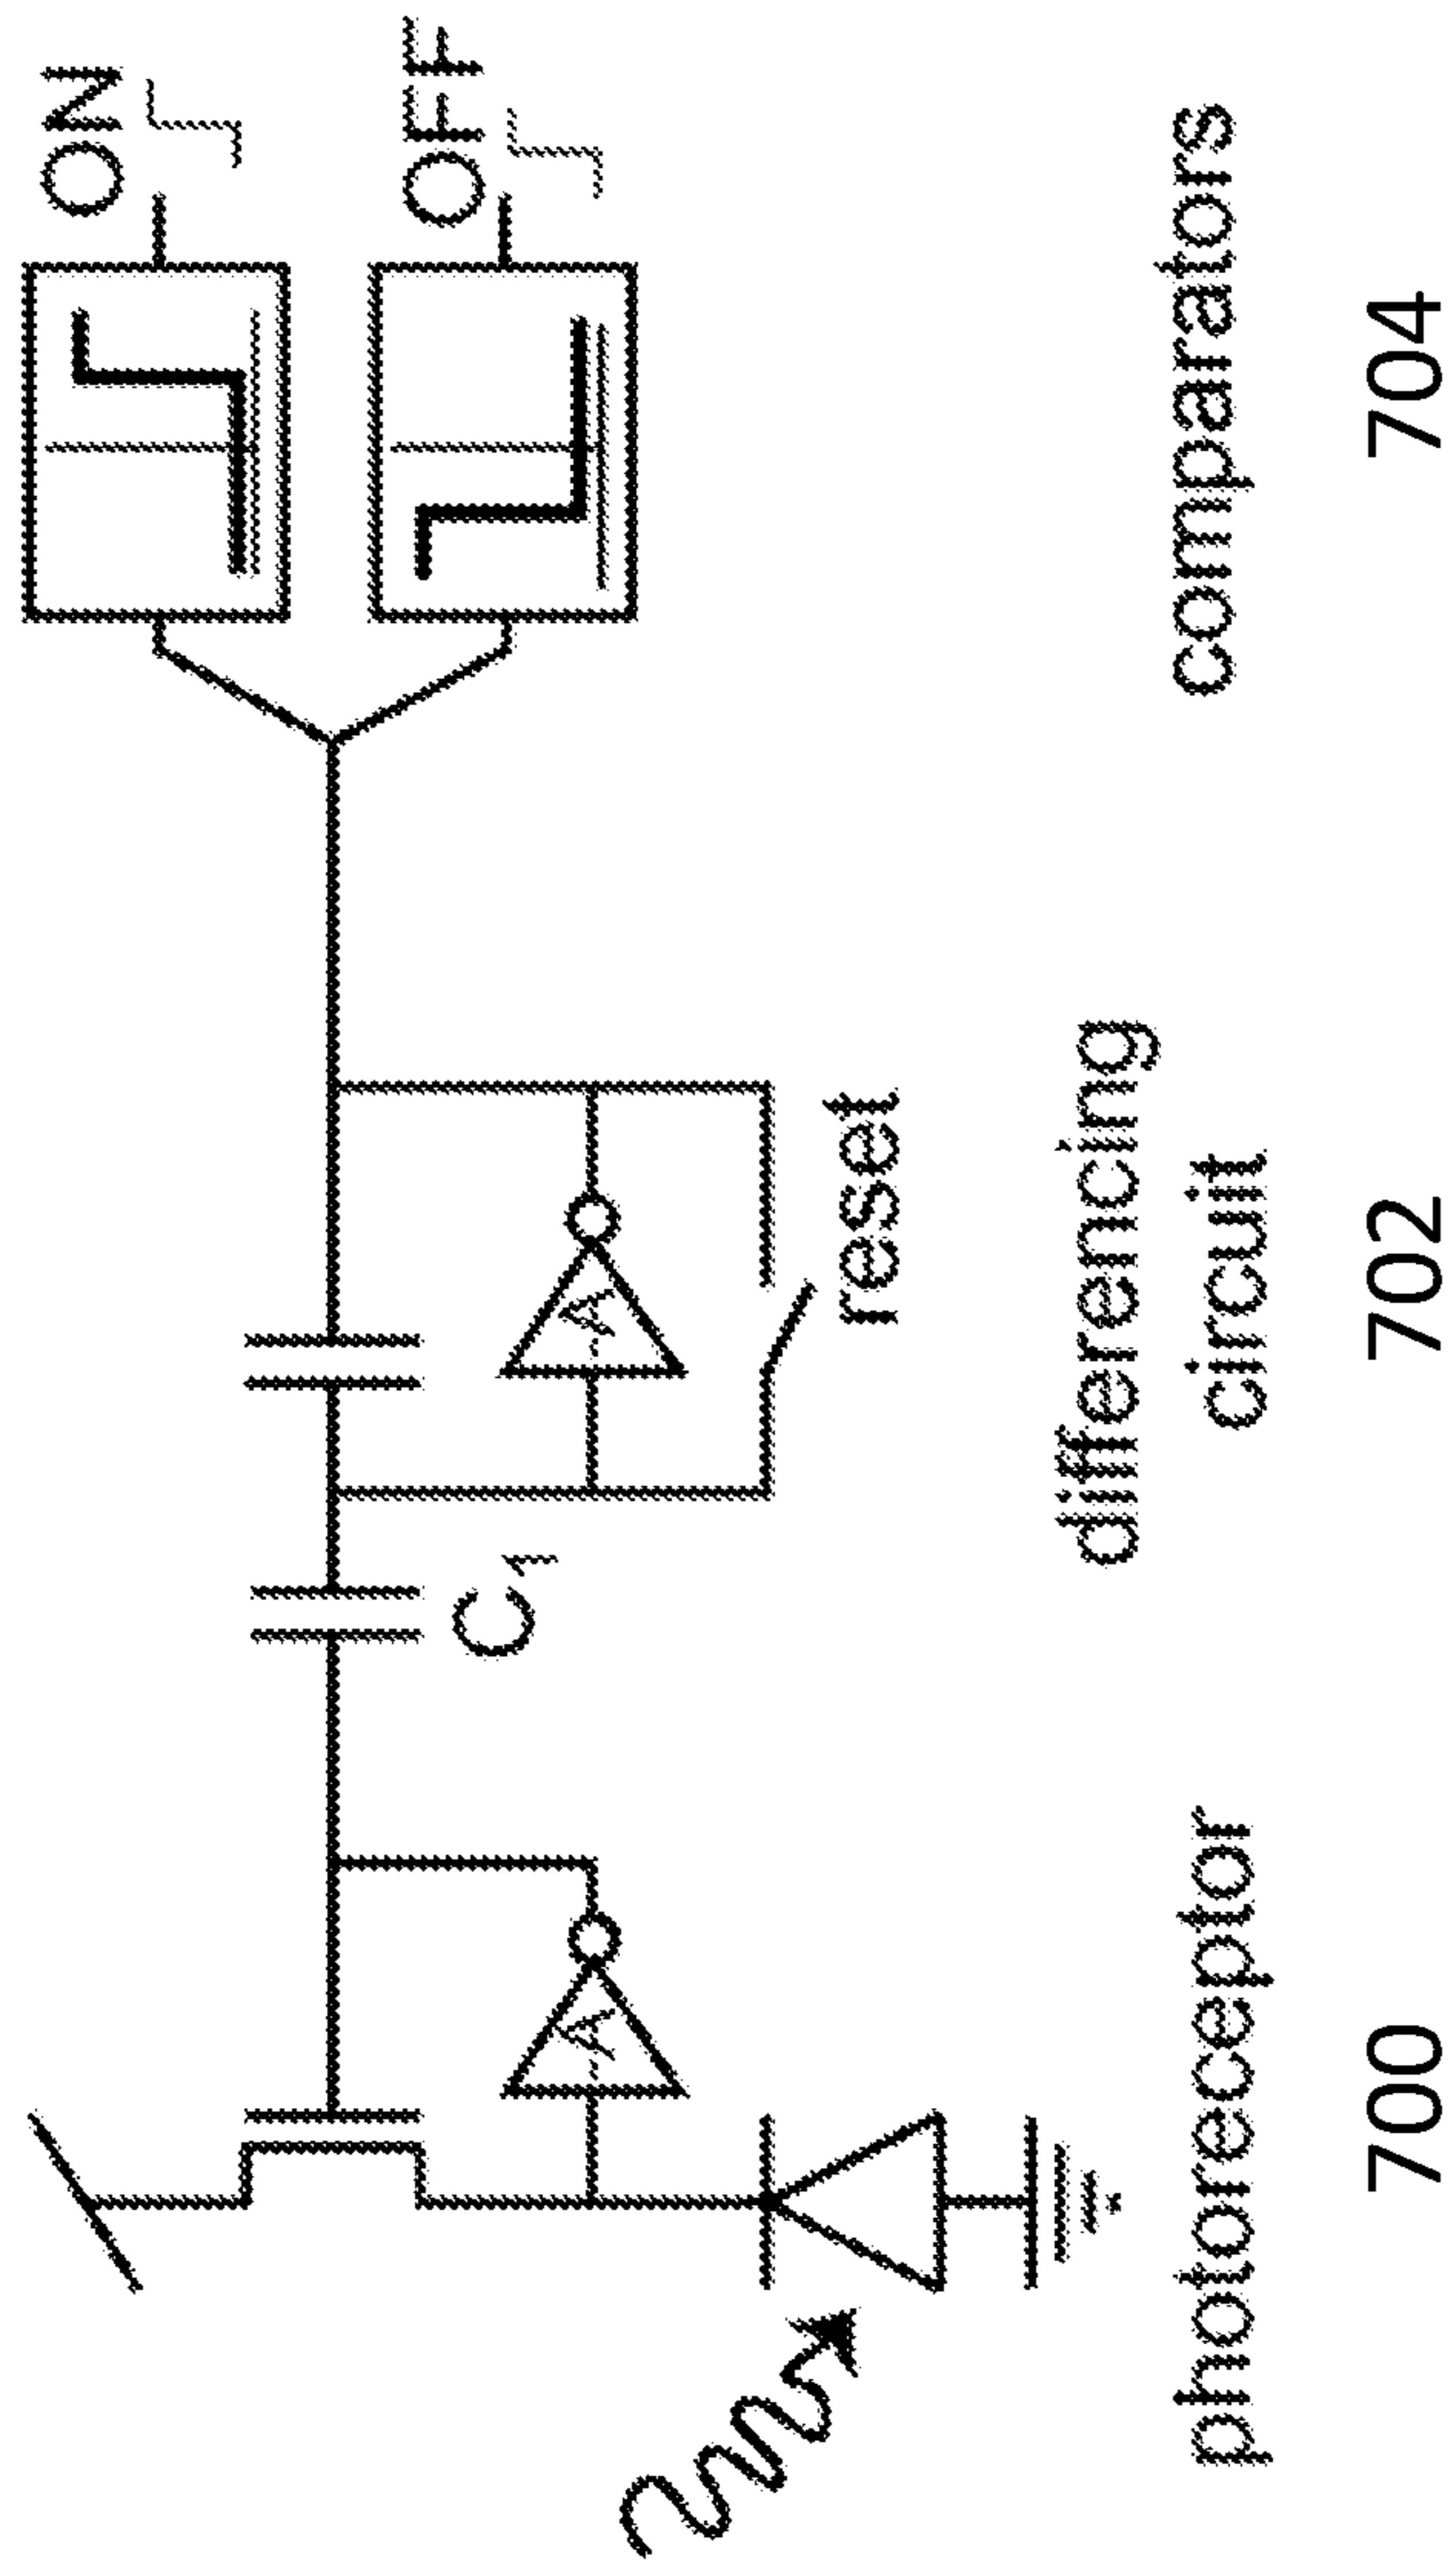 ON
OFF
-A
-A
C1
reset
photoreceptor
differencing
circuit
comparators
700
702
704